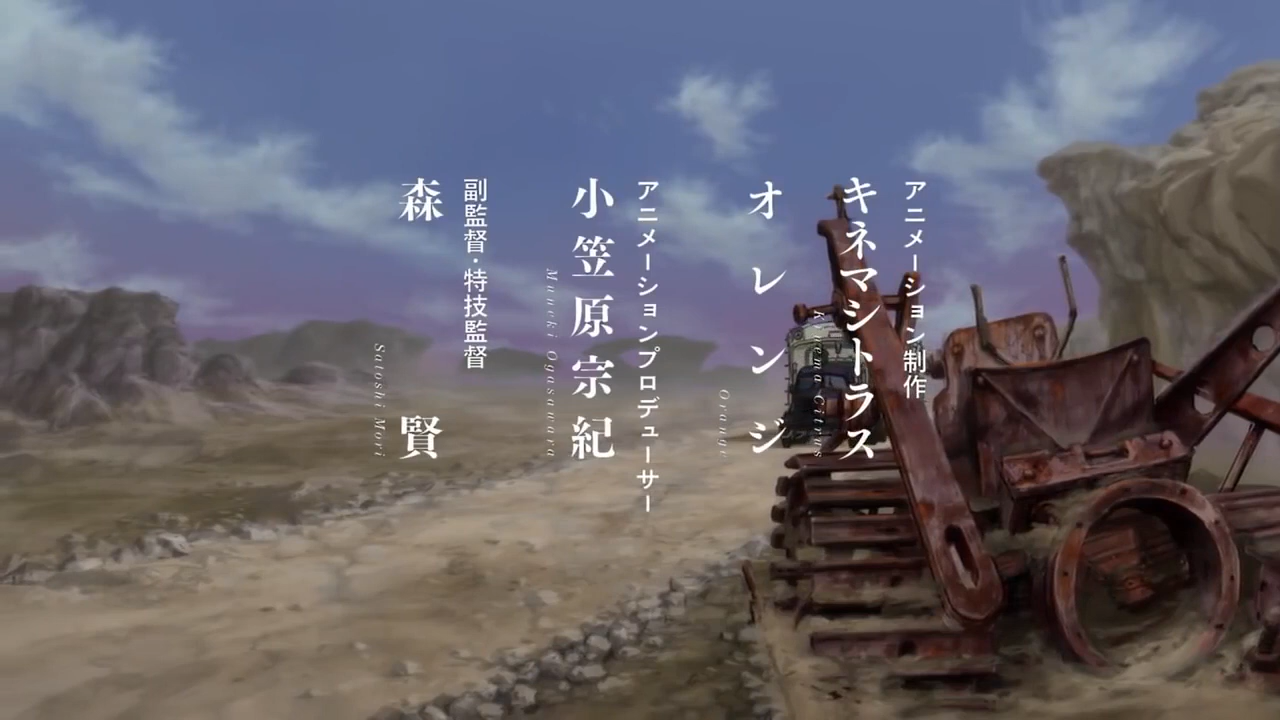 アニメーション制作
キネマシトラス
Kinema Citrus
オレンジ
Orange
アニメーションプロデューサー
小笠原宗紀
Muneki Ogasawara
副監督・特技監督
森 賢
Satoshi Mori